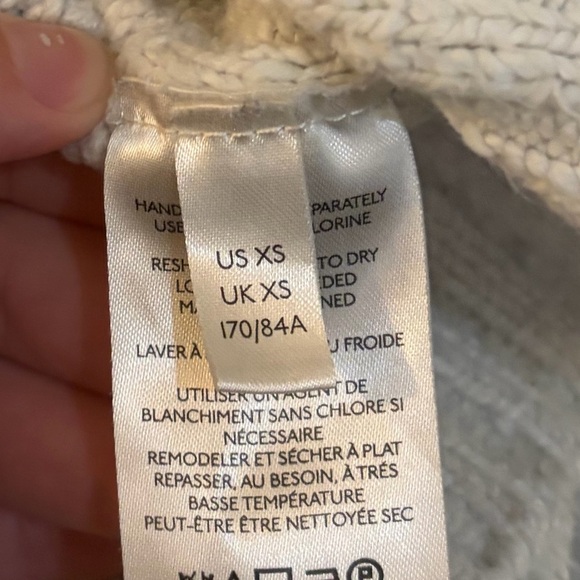 US XS
UK XS
170/84A
HAND PARATELY
USE LORINE
RESH TO DRY
LO DED
MA NED
LAVER À U FROIDE
UTILISER UN AGENT DE
BLANCHIMENT SANS CHLORE SI
NÉCESSAIRE
REMODELER ET SÉCHER À PLAT
REPASSER, AU BESOIN, À TRÉS
BASSE TEMPÉRATURE
PEUT-ÊTRE ÊTRE NETTOYÉE SEC
P